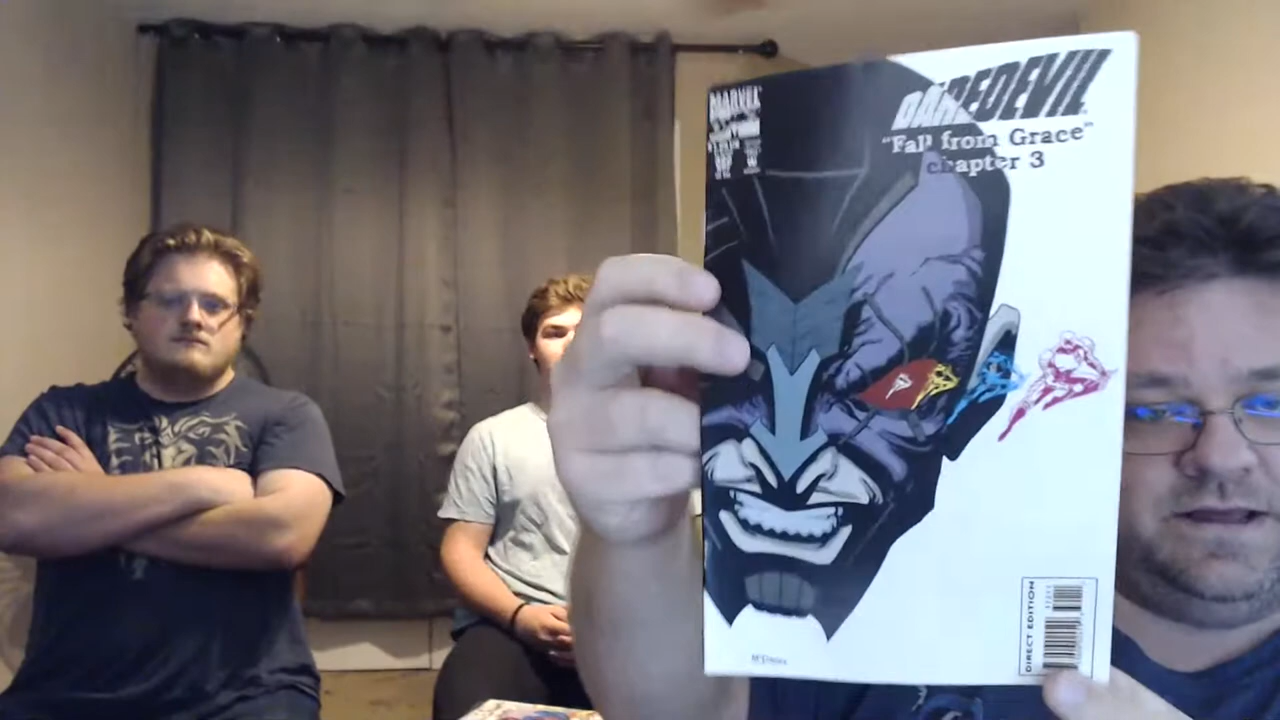 MARVEL
DAREDEVIL
"Fall from Grace"
chapter 3
DIRECT EDITION